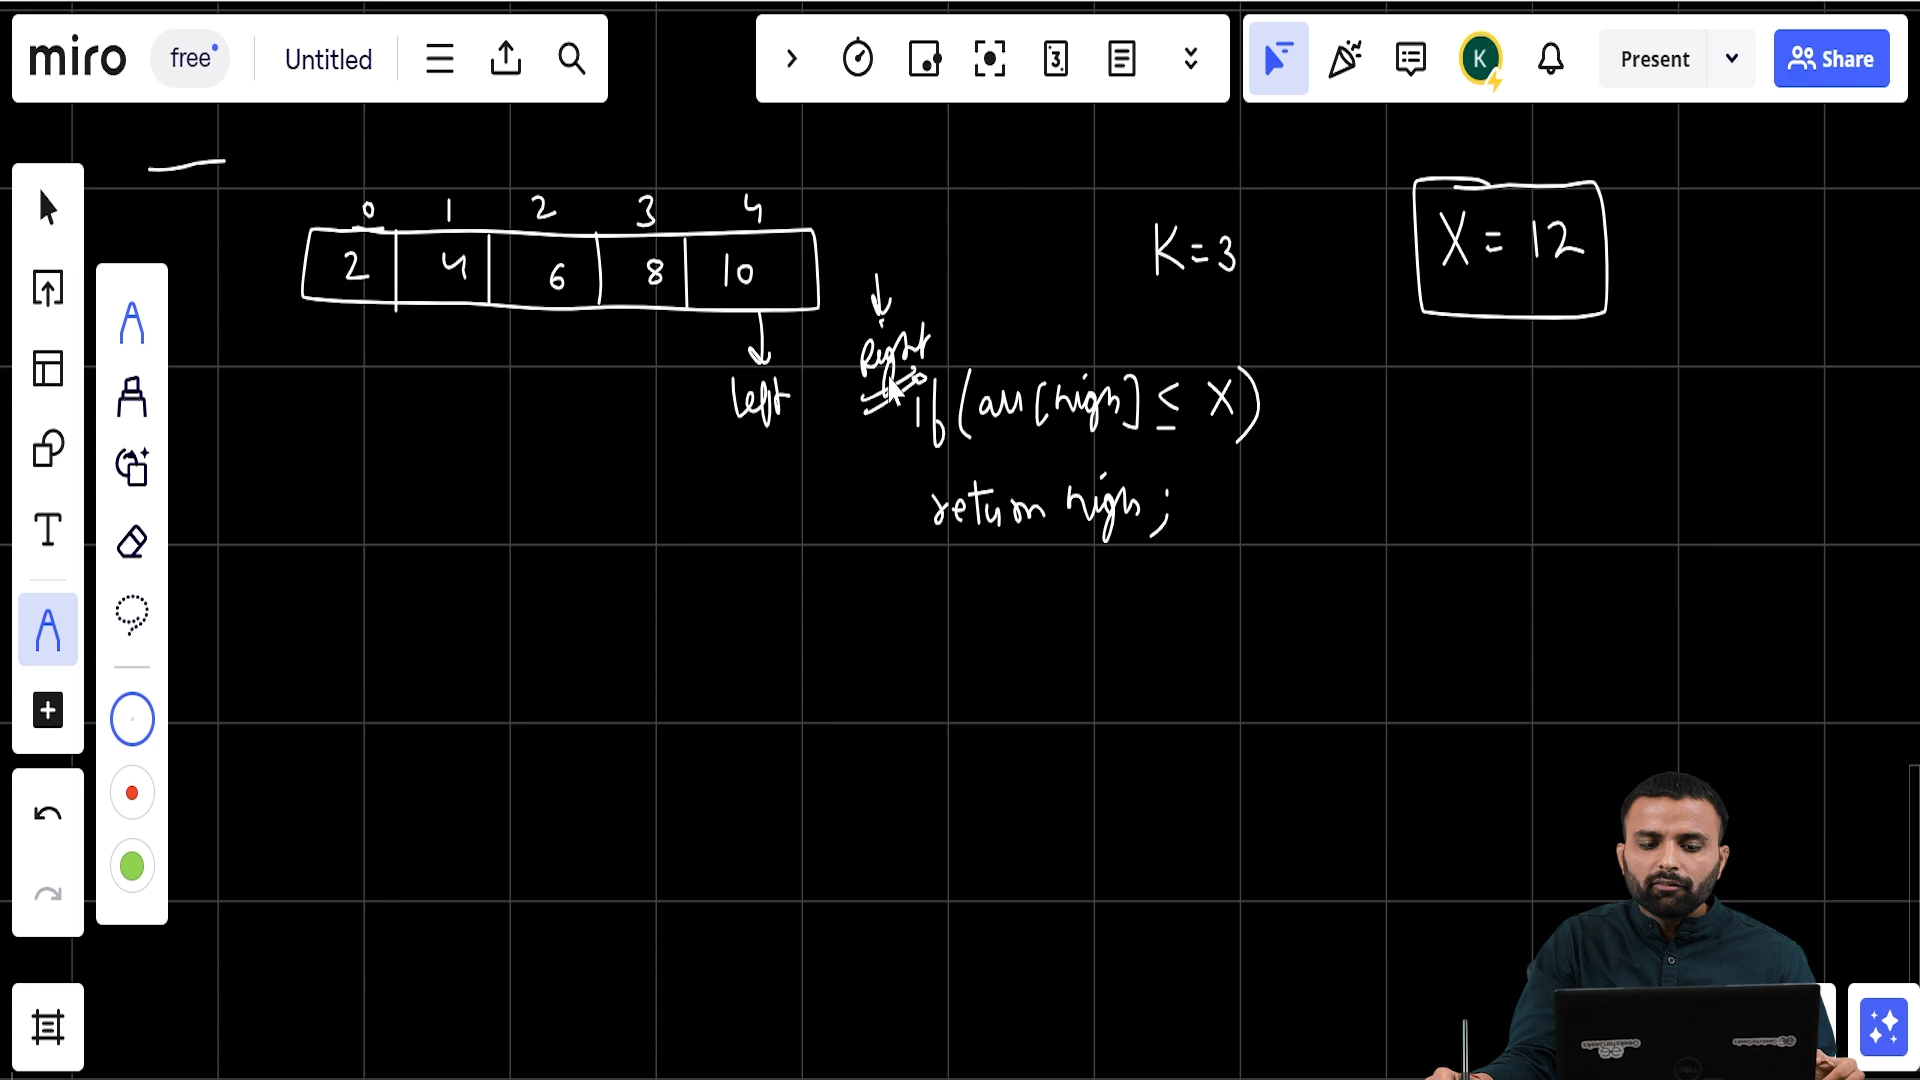 miro free Untitled
3 K Present Share
0 1 2 3 4
2 4 6 8 10
K=3
X = 12
Right
left
if (arr[high] ≤ X)
return high;
T